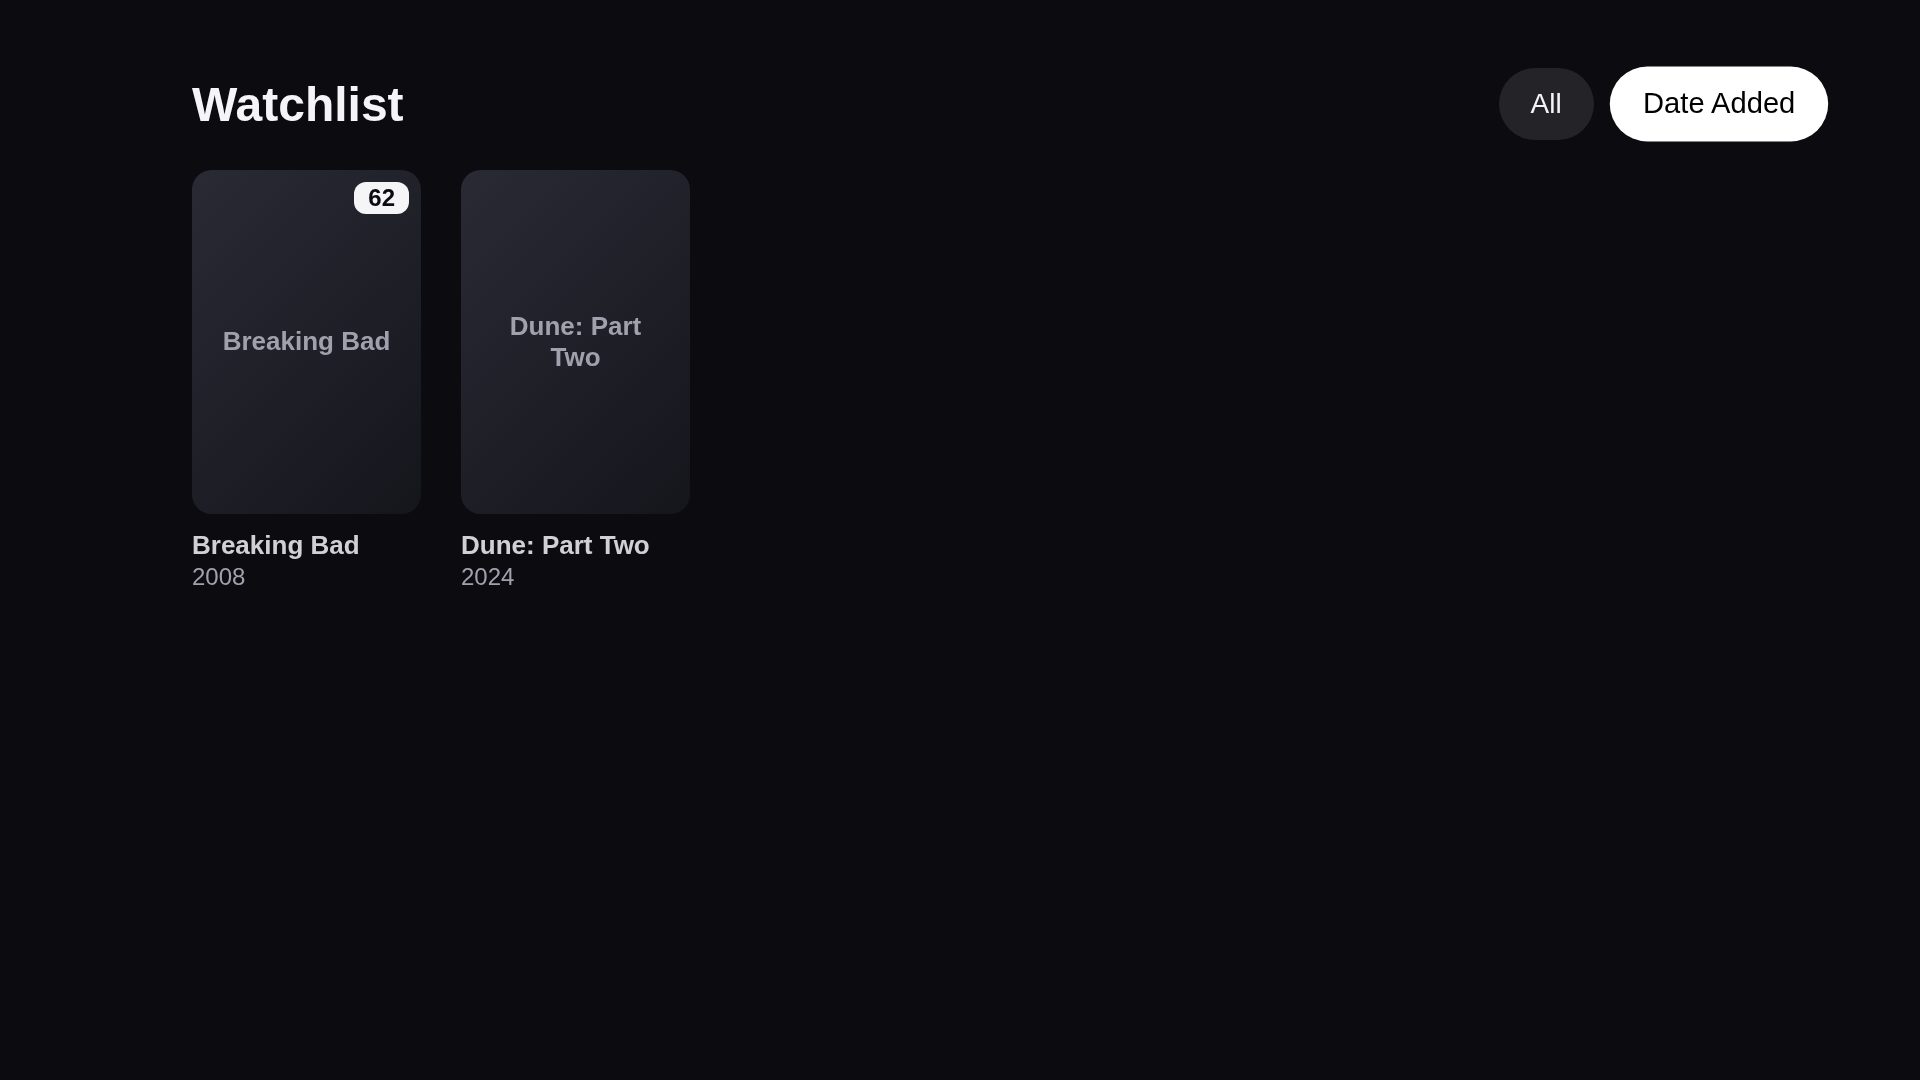 Watchlist
All
Date Added
62
Breaking Bad
Dune: Part
Two
Breaking Bad
2008
Dune: Part Two
2024